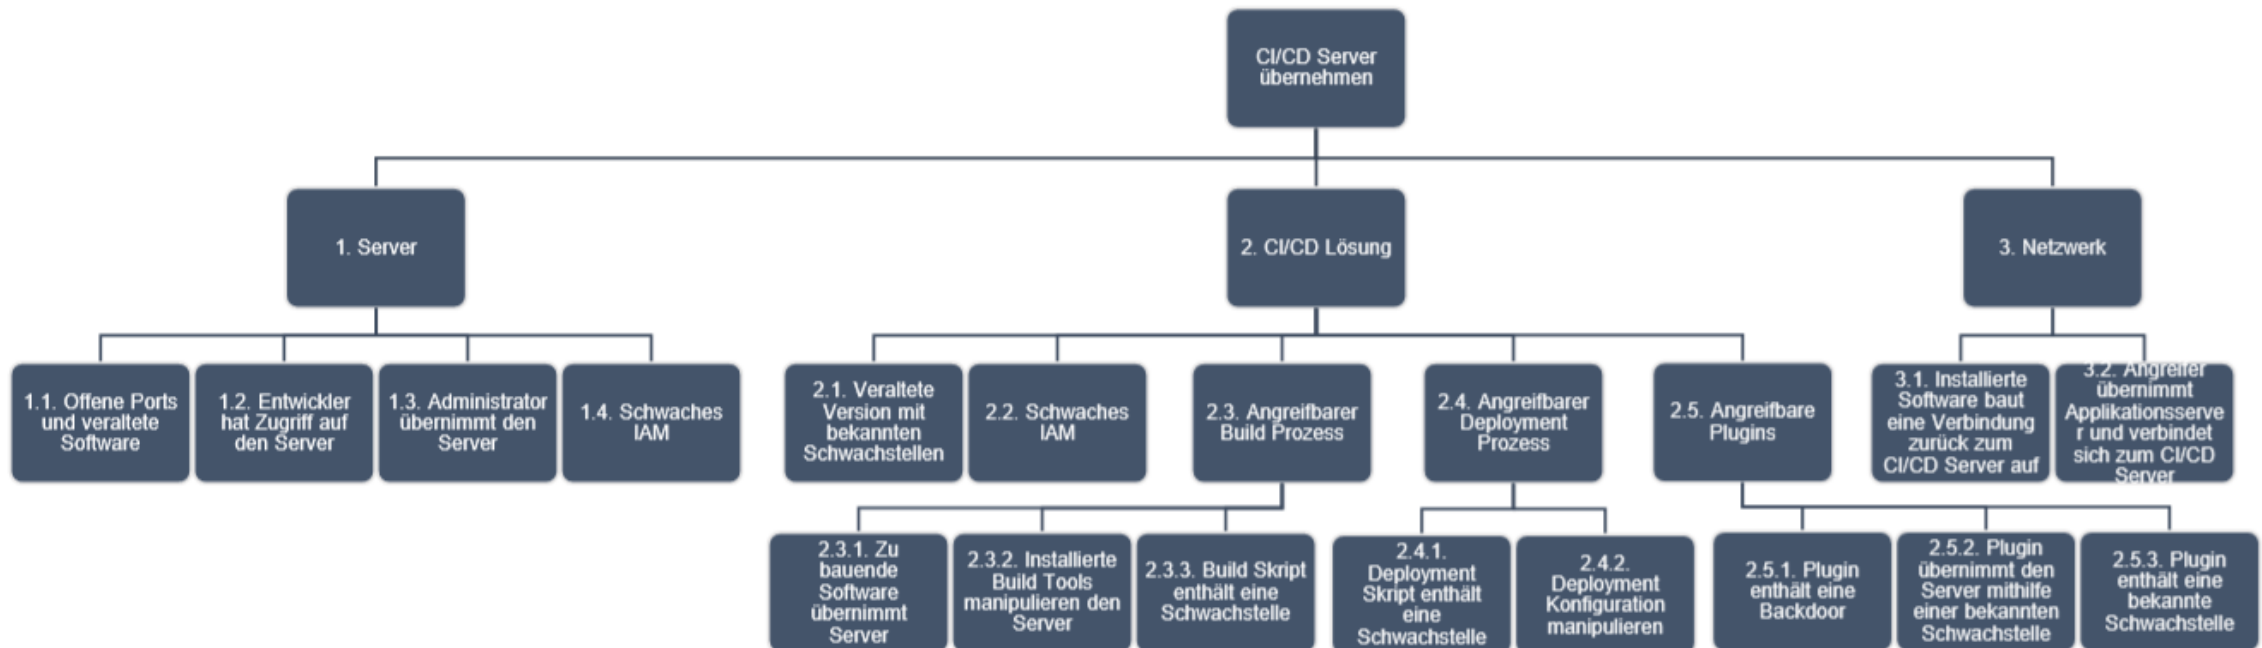 CI/CD Server
übernehmen
1. Server
2. CI/CD Lösung
3. Netzwerk
1.1. Offene Ports
und veraltete
Software
1.2. Entwickler
hat Zugriff auf
den Server
1.3. Administrator
übernimmt den
Server
1.4. Schwaches
IAM
2.1. Veraltete
Version mit
bekannten
Schwachstellen
2.2. Schwaches
IAM
2.3. Angreifbarer
Build Prozess
2.4. Angreifbarer
Deployment
Prozess
2.5. Angreifbare
Plugins
3.1. Installierte
Software baut
eine Verbindung
zurück zum
CI/CD Server auf
3.2. Angreifer
übernimmt
Applikationsserve
r und verbindet
sich zum CI/CD
Server
2.3.1. Zu
bauende
Software
übernimmt
Server
2.3.2. Installierte
Build Tools
manipulieren den
Server
2.3.3. Build Skript
enthält eine
Schwachstelle
2.4.1.
Deployment
Skript enthält
eine
Schwachstelle
2.4.2.
Deployment
Konfiguration
manipulieren
2.5.1. Plugin
enthält eine
Backdoor
2.5.2. Plugin
übernimmt den
Server mithilfe
einer bekannten
Schwachstelle
2.5.3. Plugin
enthält eine
bekannte
Schwachstelle